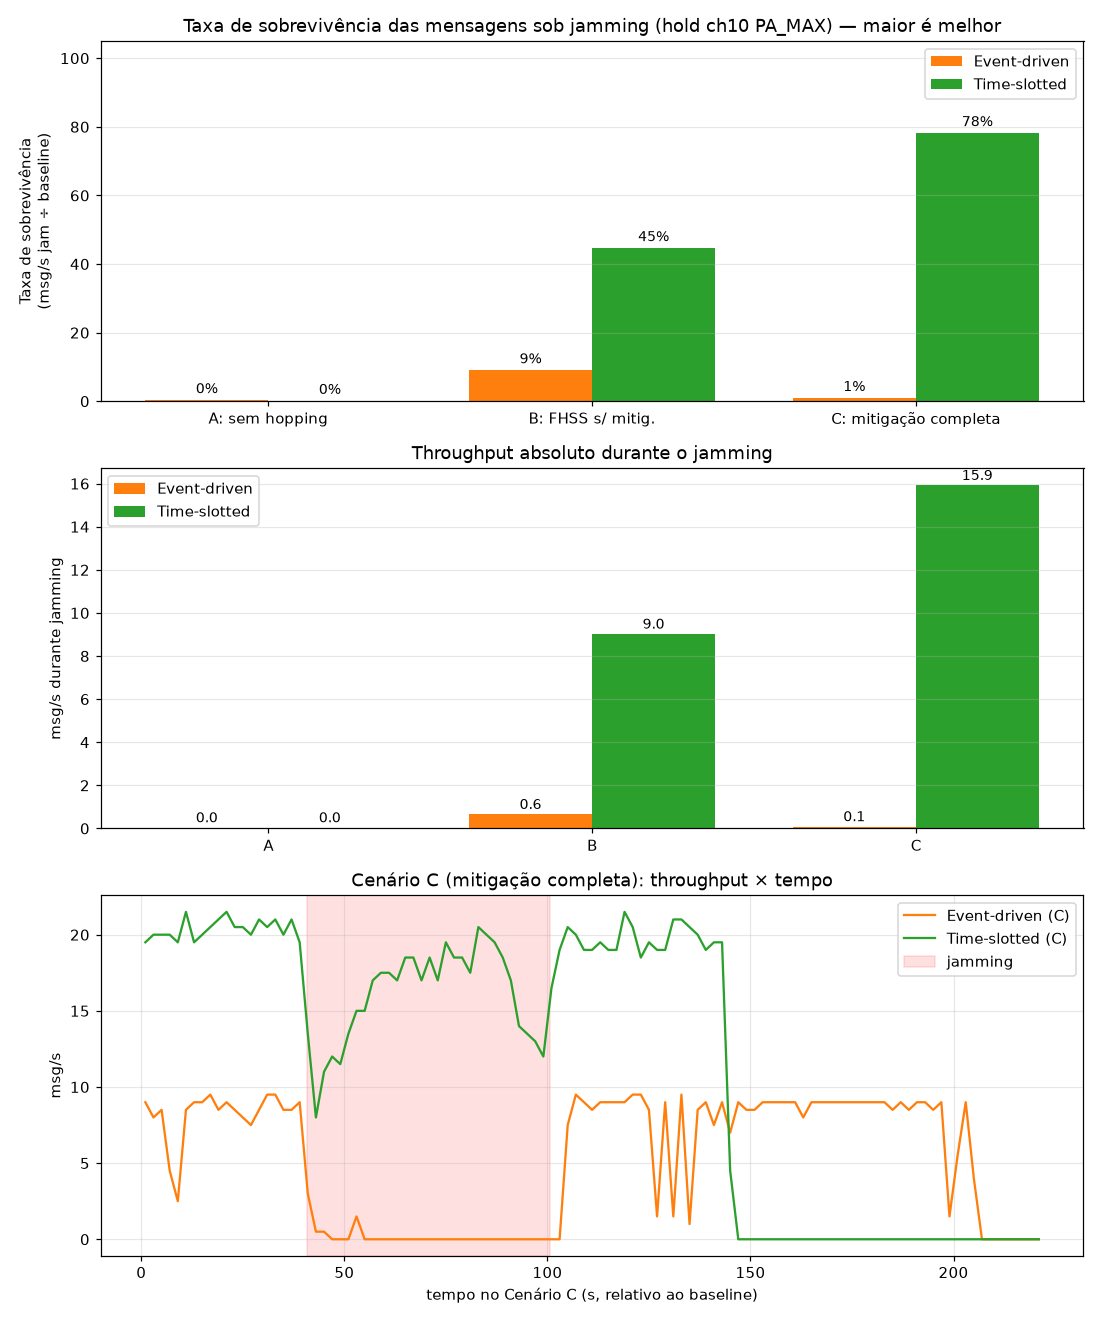 Taxa de sobrevivência das mensagens sob jamming (hold ch10 PA_MAX) — maior é melhor
Taxa de sobrevivência
(msg/s jam ÷ baseline)
100
80
60
40
20
0
Event-driven
Time-slotted
0%
0%
9%
45%
1%
78%
A: sem hopping
B: FHSS s/ mitig.
C: mitigação completa
Throughput absoluto durante o jamming
msg/s durante jamming
16
14
12
10
8
6
4
2
0
Event-driven
Time-slotted
0.0
0.0
0.6
9.0
0.1
15.9
A
B
C
Cenário C (mitigação completa): throughput × tempo
msg/s
20
15
10
5
0
Event-driven (C)
Time-slotted (C)
jamming
0
50
100
150
200
tempo no Cenário C (s, relativo ao baseline)